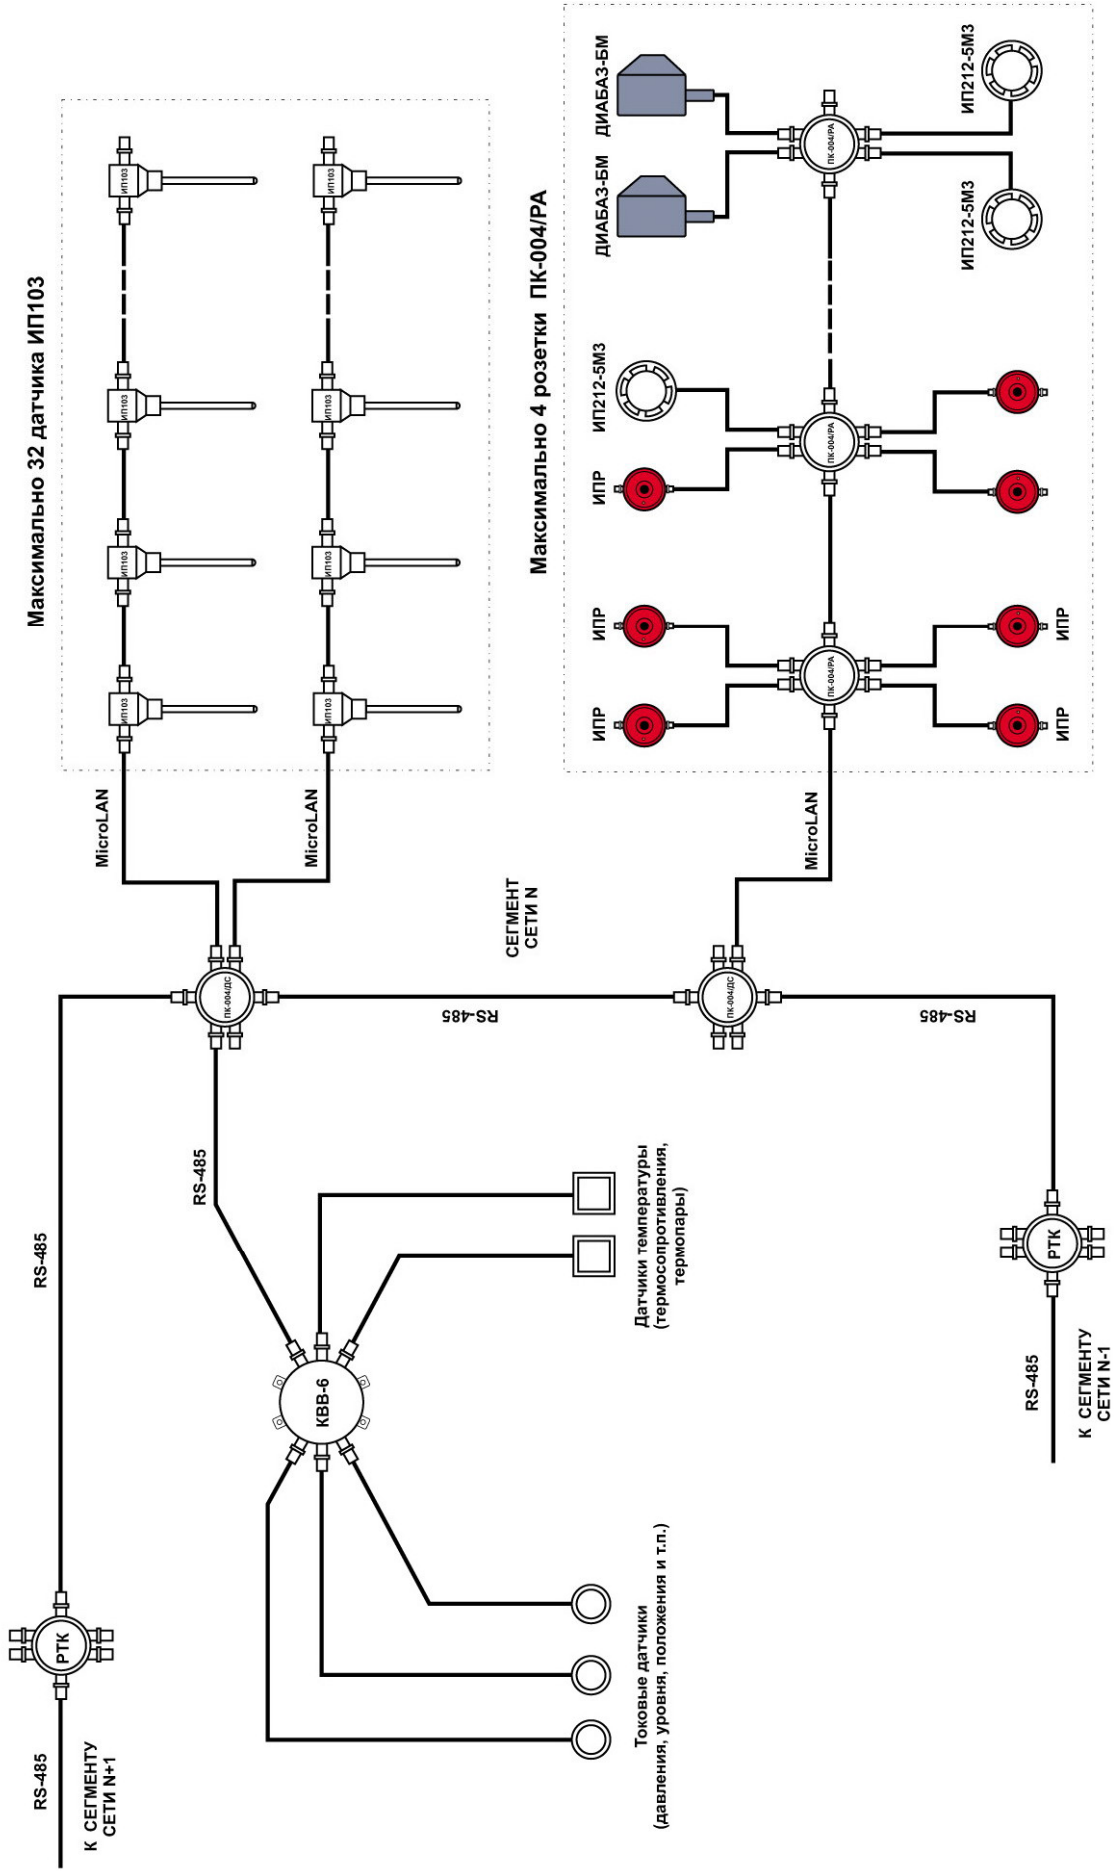 Максимально 32 датчика ИП103
RS-485
RS-485
РТК
К СЕГМЕНТУ
СЕТИ N+1
MicroLAN
ИП103
ИП103
ИП103
ИП103
RS-485
ПК-004/ДС
MicroLAN
ИП103
ИП103
ИП103
ИП103
КВВ-6
RS-485
СЕГМЕНТ
СЕТИ N
Максимально 4 розетки ПК-004/РА
ИПР
ИПР
ИПР
ИП212-5М3
ДИАБАЗ-БМ
ДИАБАЗ-БМ
Токовые датчики
(давления, уровня, положения и т.п.)
Датчики температуры
(термосопротивления,
термопары)
ПК-004/ДС
MicroLAN
ПК-004/РА
ПК-004/РА
ПК-004/РА
RS-485
ИП212-5М3
ИП212-5М3
RS-485
РТК
ИПР
ИПР
К СЕГМЕНТУ
СЕТИ N-1